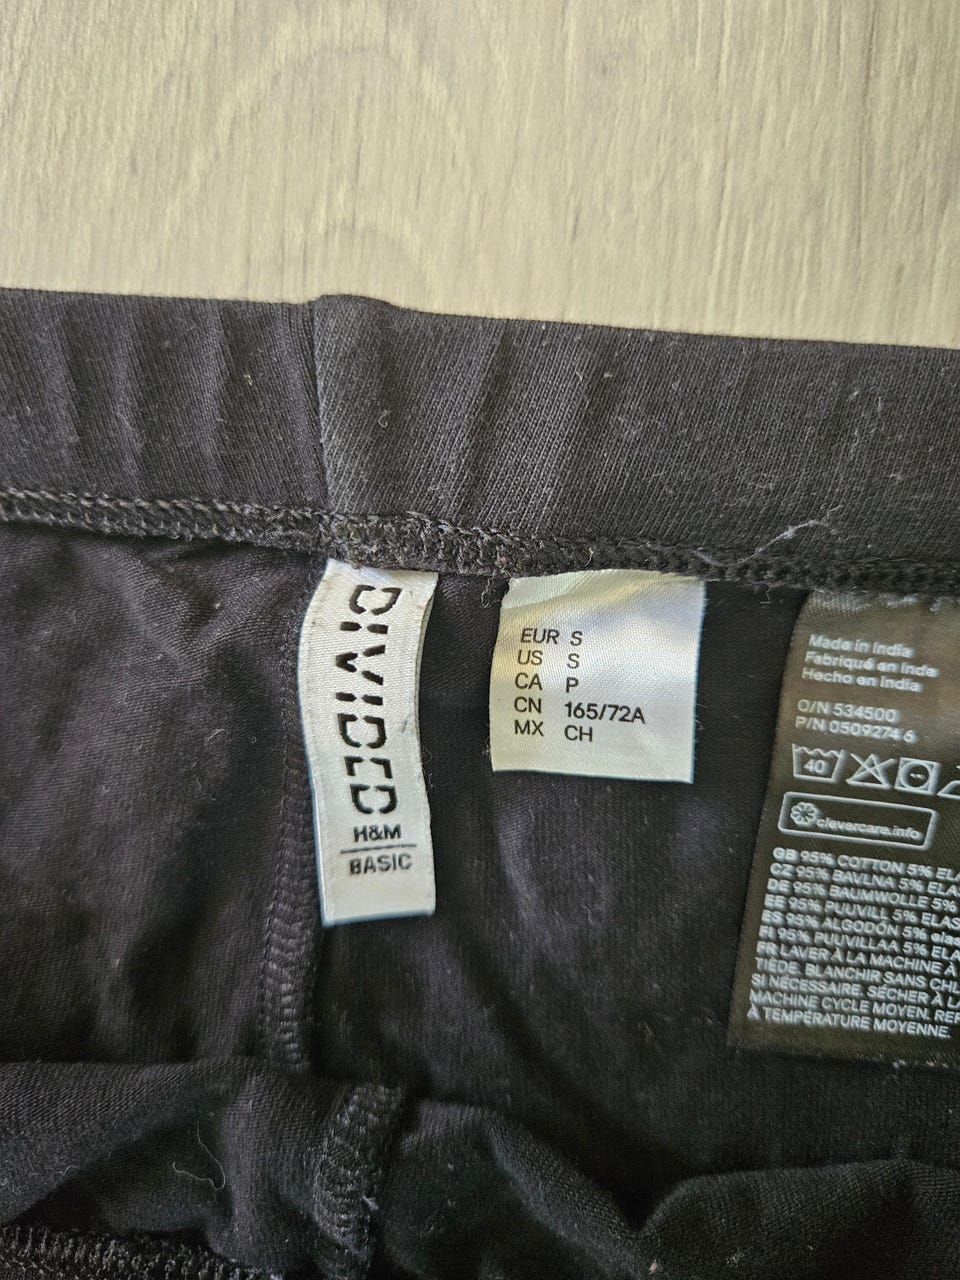 DIVIDED
H&M
BASIC
EUR S
US S
CA P
CN 165/72A
MX CH
Made in India
Fabriqué en Inde
Hecho en India
O/N 534500
P/N 0509274 6
40
clevercare.info
GB 95% COTTON 5%
CZ 95% BAVLNA 5%
DE 95% BAUMWOLLE 5%
EE 95% PUUVILL 5%
ES 95% ALGODÓN 5%
FI 95% PUUVILLAA 5%
FR LAVER À LA MACHINE À
TIÈDE. BLANCHIR SANS
SI NÉCESSAIRE. SÉCHER À
MACHINE CYCLE MOYEN.
À TEMPÉRATURE MOYENNE.